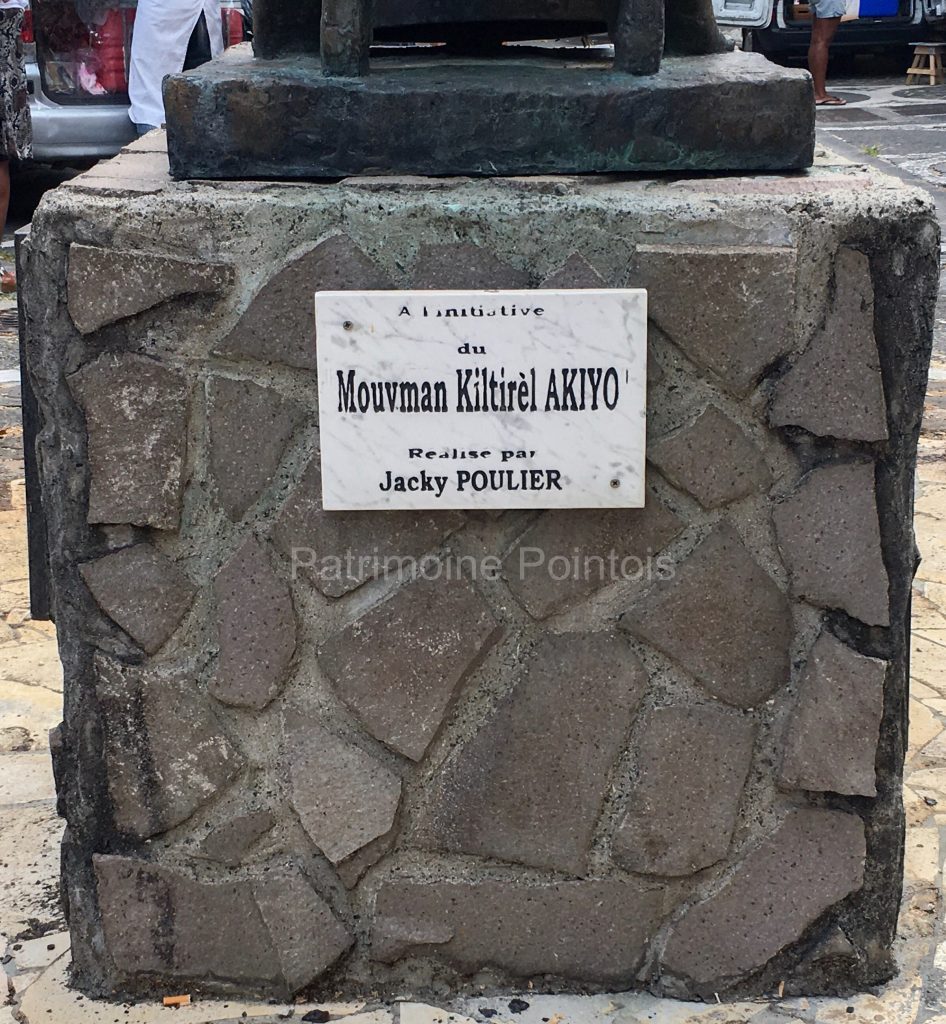 A l'initiative
du
Mouvman Kiltirèl AKIYO
Réalisé par
Jacky POULIER
Patrimoine Pointois